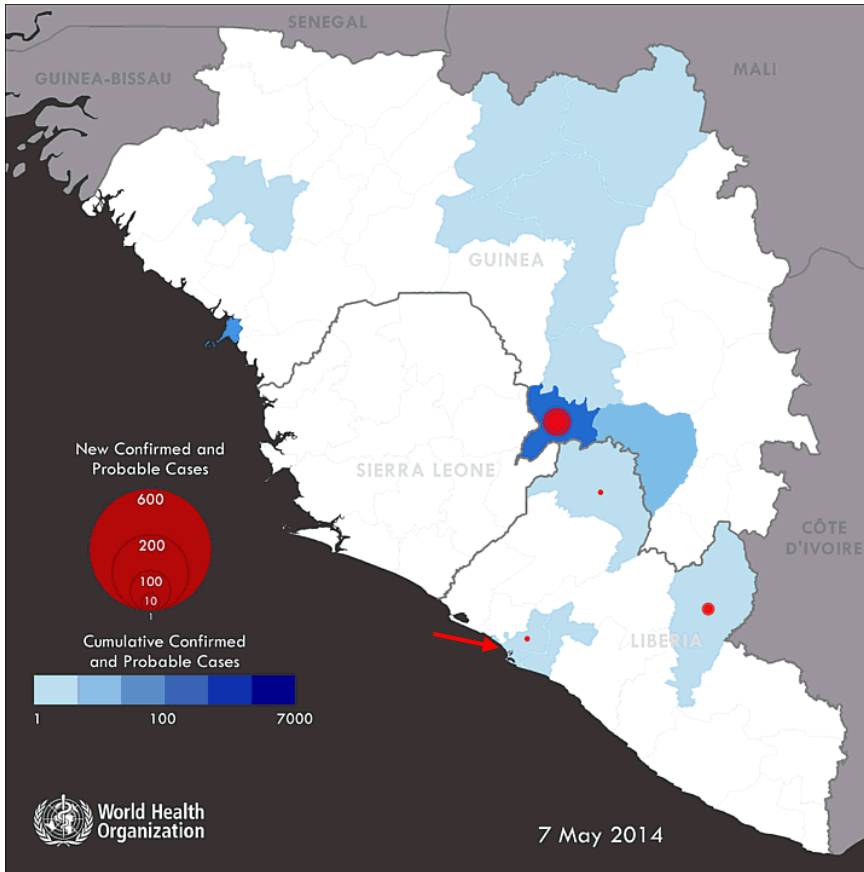 SENEGAL
GUINEA-BISSAU
MALI
GUINEA
SIERRA LEONE
CÔTE
D'IVOIRE
LIBERIA
New Confirmed and
Probable Cases
600
200
100
10
1
Cumulative Confirmed
and Probable Cases
1 100 7000
World Health
Organization
7 May 2014